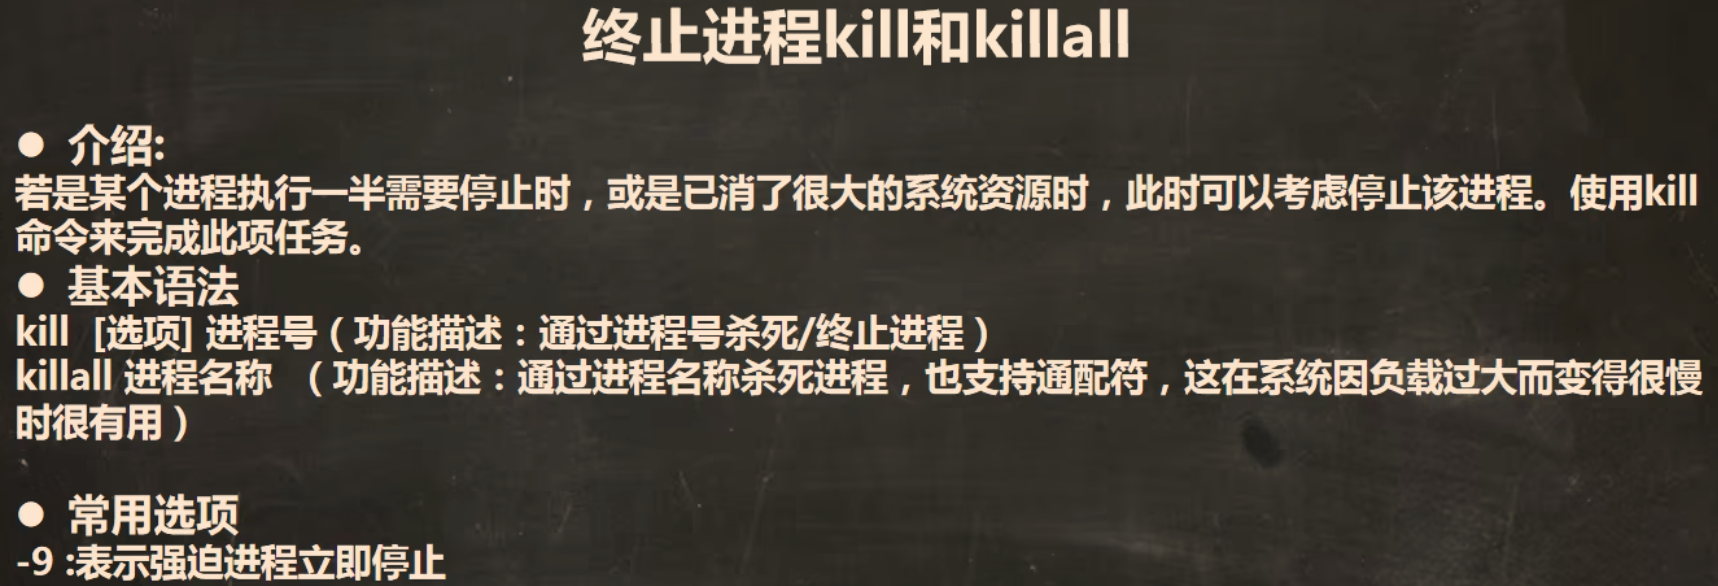 终止进程kill和killall
● 介绍:
若是某个进程执行一半需要停止时，或是已消了很大的系统资源时，此时可以考虑停止该进程。使用kill
命令来完成此项任务。
● 基本语法
kill [选项] 进程号（功能描述：通过进程号杀死/终止进程）
killall 进程名称 （功能描述：通过进程名称杀死进程，也支持通配符，这在系统因负载过大而变得很慢
时很有用）
● 常用选项
-9 :表示强迫进程立即停止